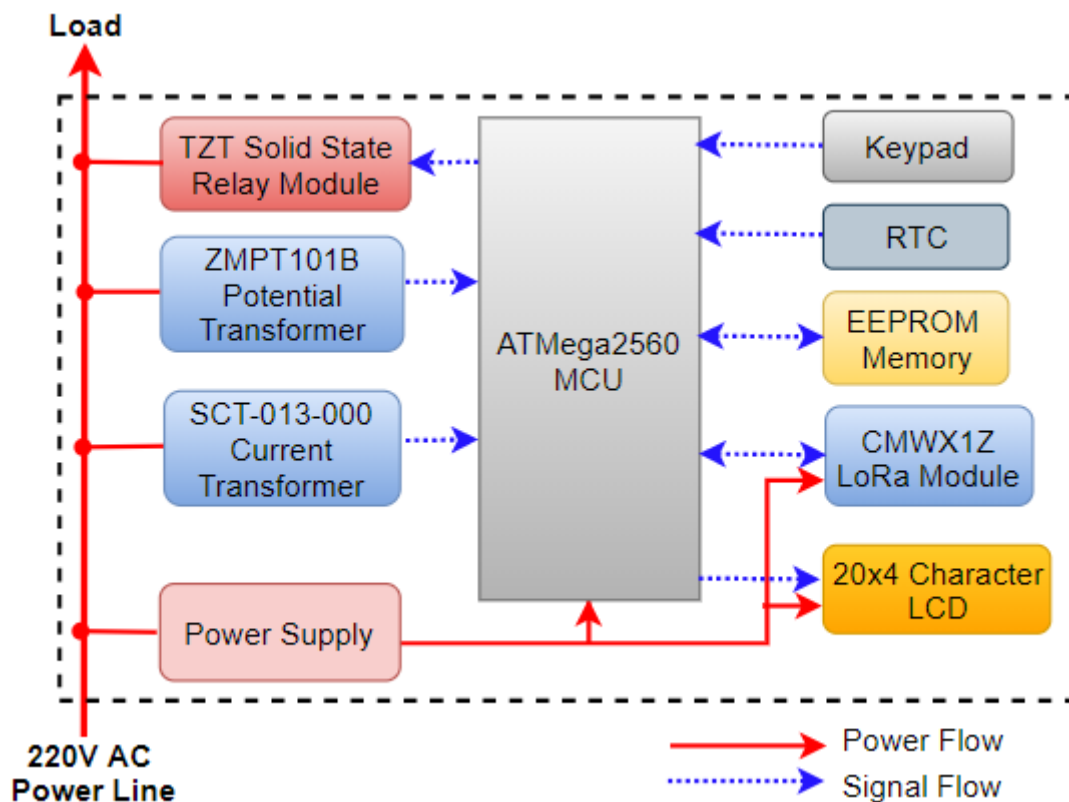 Load
TZT Solid State
Relay Module
ZMPT101B
Potential
Transformer
SCT-013-000
Current
Transformer
Power Supply
ATMega2560
MCU
Keypad
RTC
EEPROM
Memory
CMWX1Z
LoRa Module
20x4 Character
LCD
220V AC
Power Line
Power Flow
Signal Flow